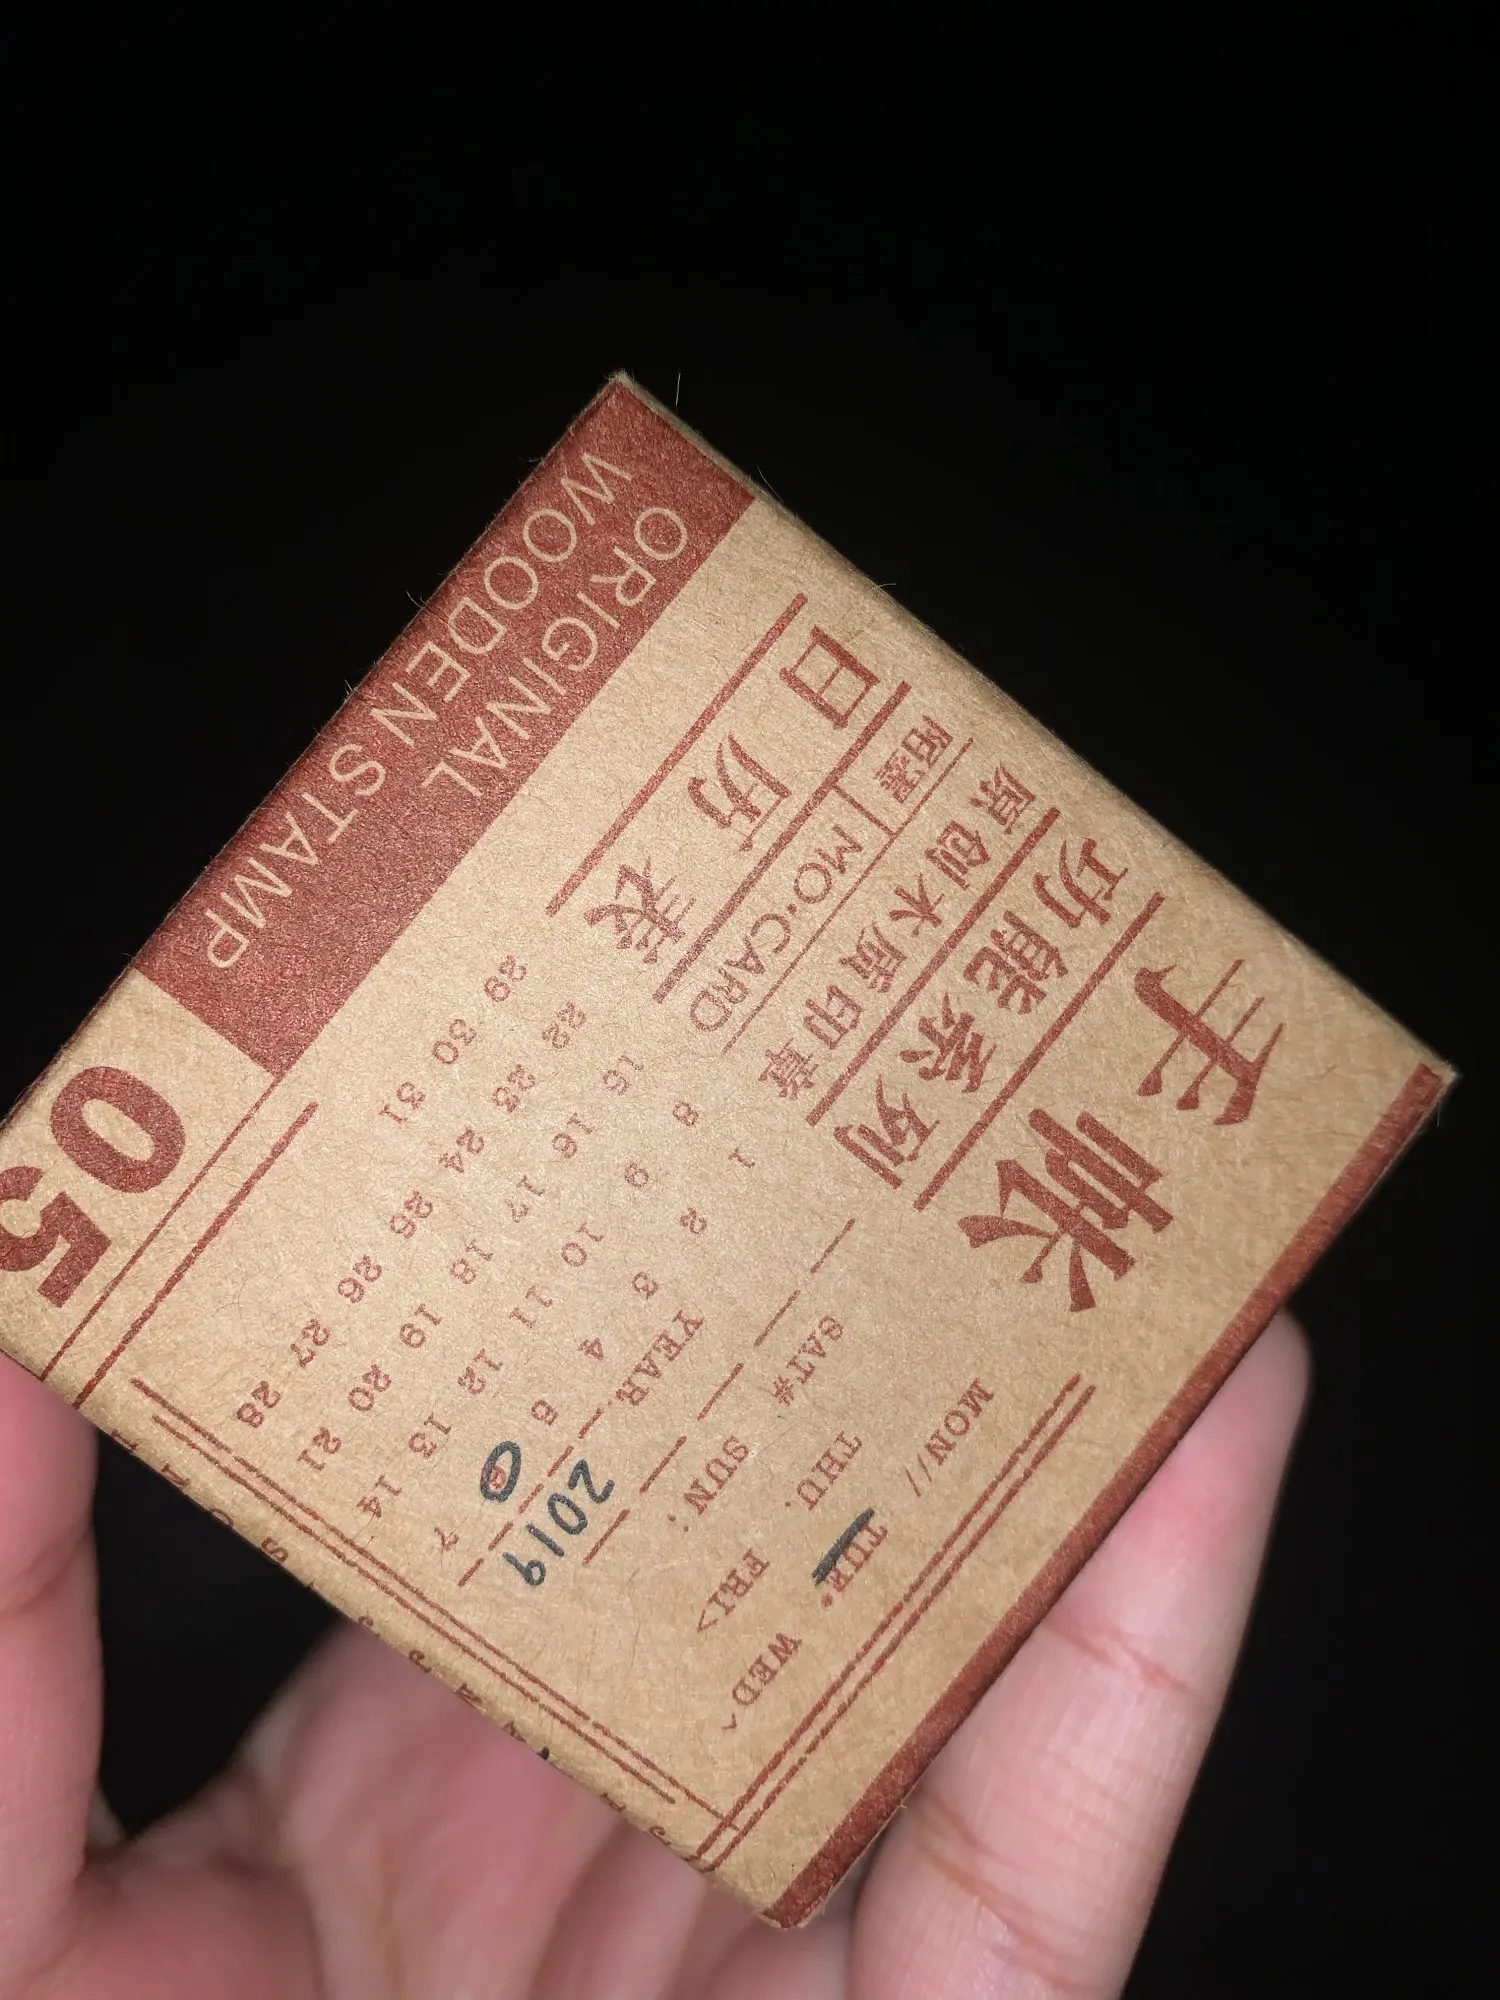 手帐
功能系列
原创木质印章
陌墨 MO·CARD
日历表
ORIGINAL
WOODEN STAMP
05
MON// TUE* WED^
THU. FRI>
SAT# SUN:
YEAR. 2019
1 2 3 4 5 6 7
8 9 10 11 12 13 14
15 16 17 18 19 20 21
22 23 24 25 26 27 28
29 30 31